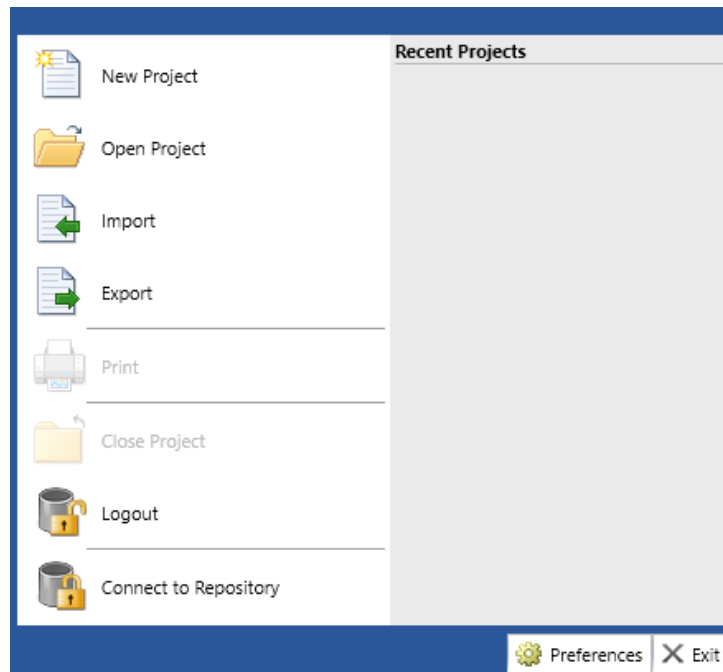 New Project
Open Project
Import
Export
Print
Close Project
Logout
Connect to Repository
Recent Projects
Preferences
Exit